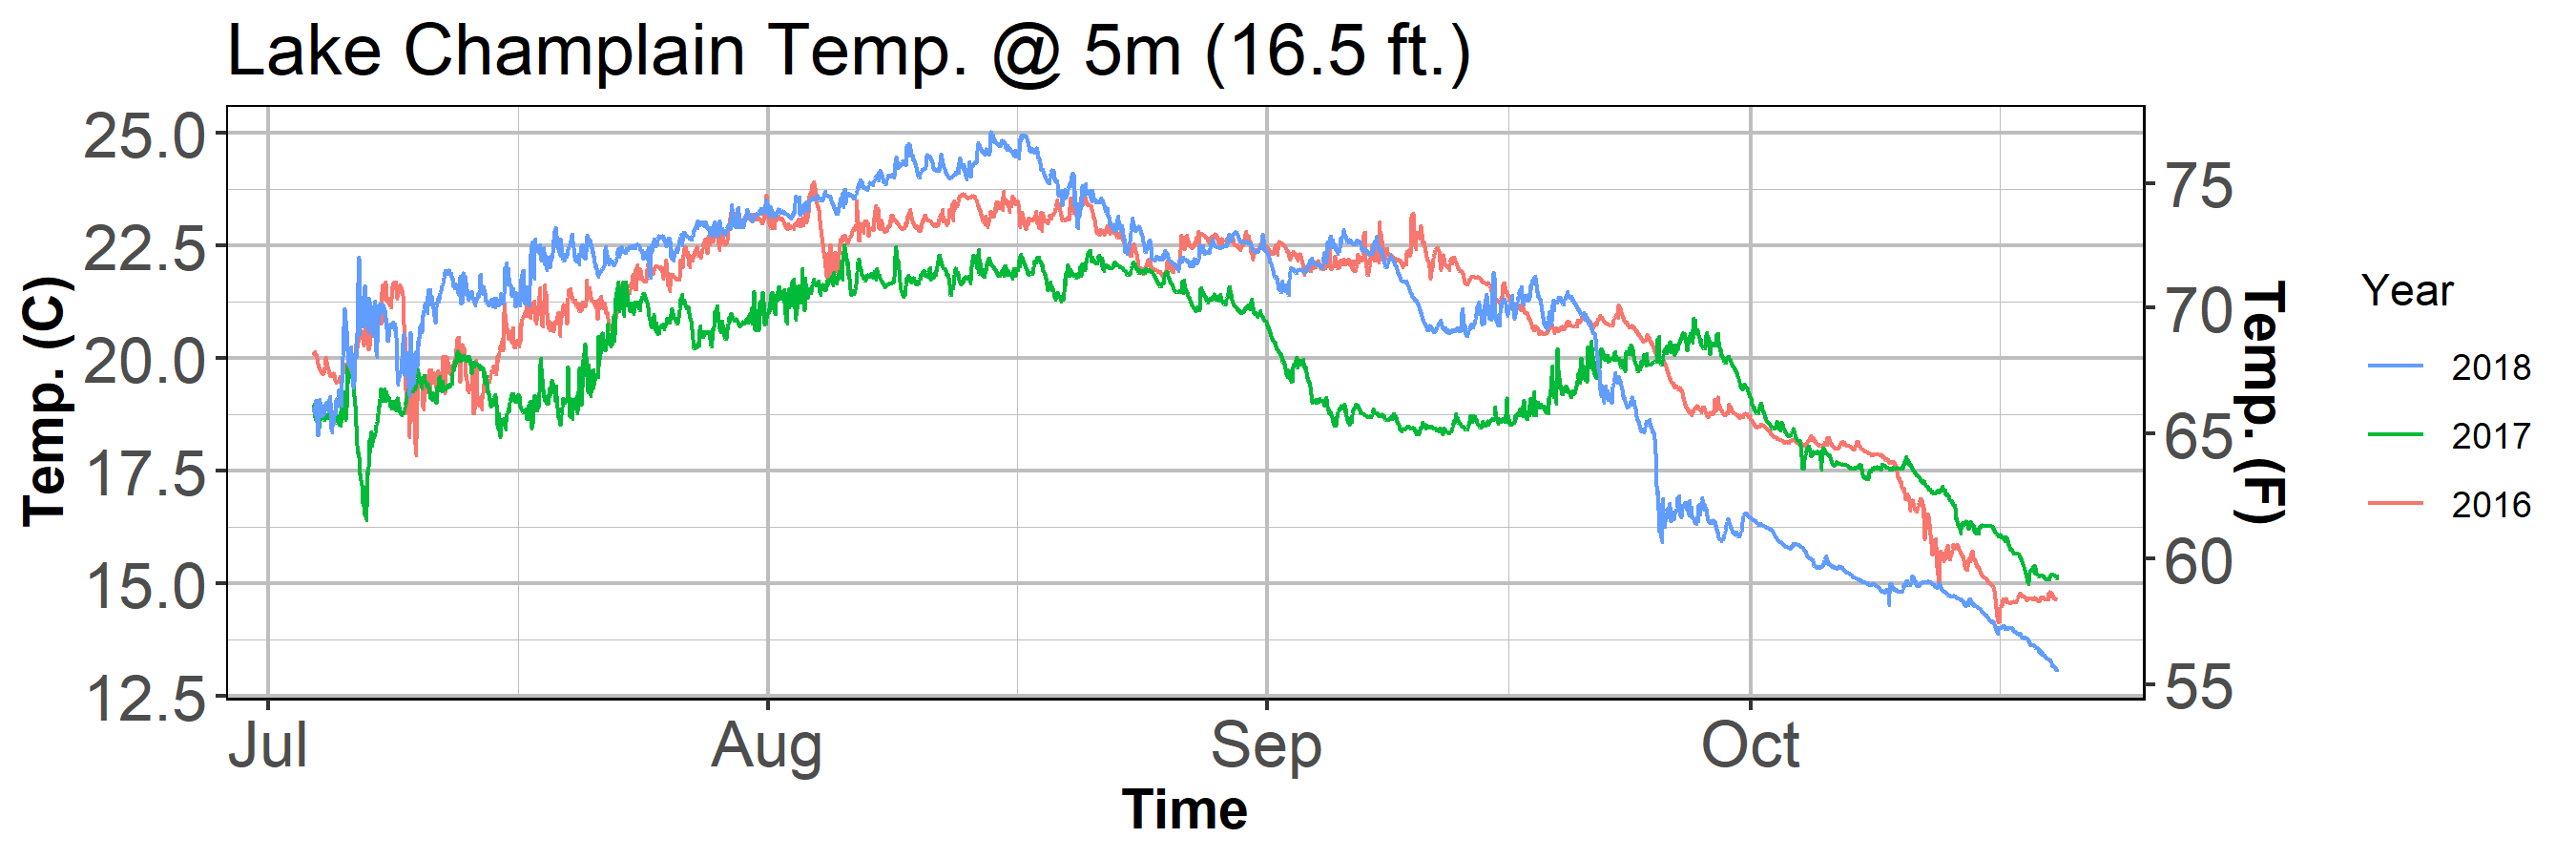 Lake Champlain Temp. @ 5m (16.5 ft.)
Temp. (C)
25.0
22.5
20.0
17.5
15.0
12.5
Jul Aug Sep Oct
Time
75
70
65
60
55
Temp. (F)
Year
2018
2017
2016